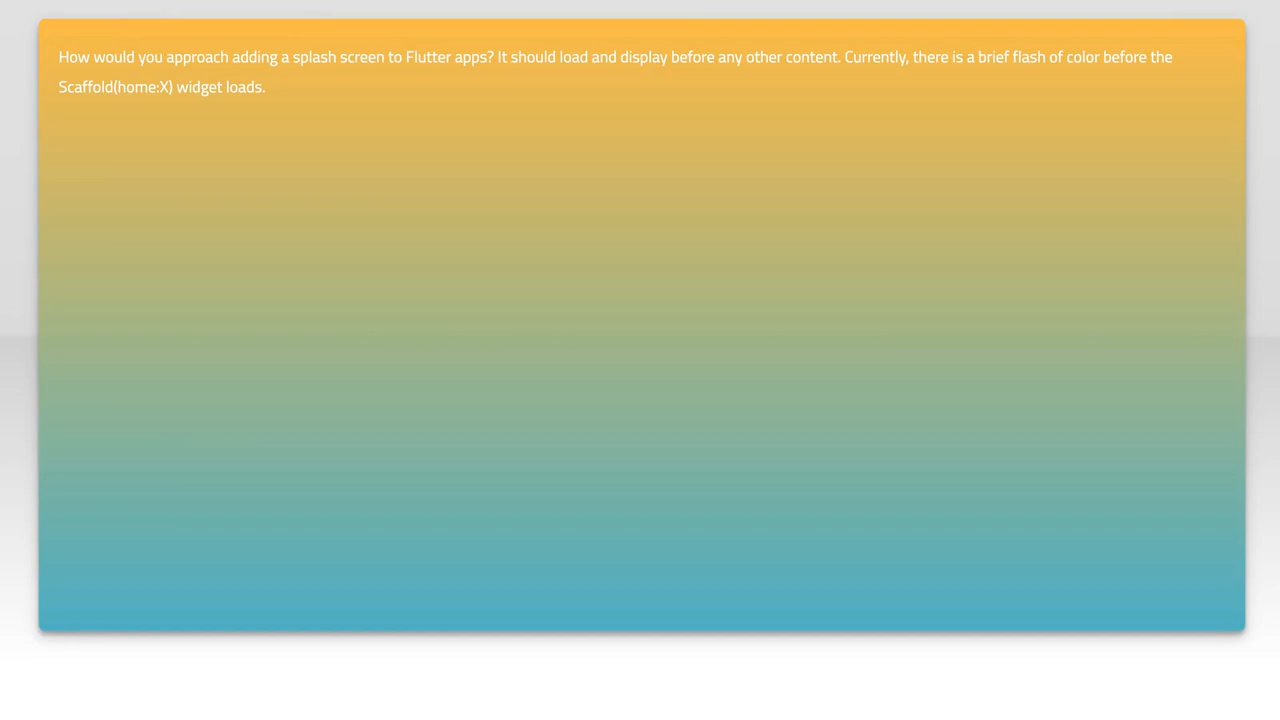 How would you approach adding a splash screen to Flutter apps? It should load and display before any other content. Currently, there is a brief flash of color before the
Scaffold(home:X) widget loads.